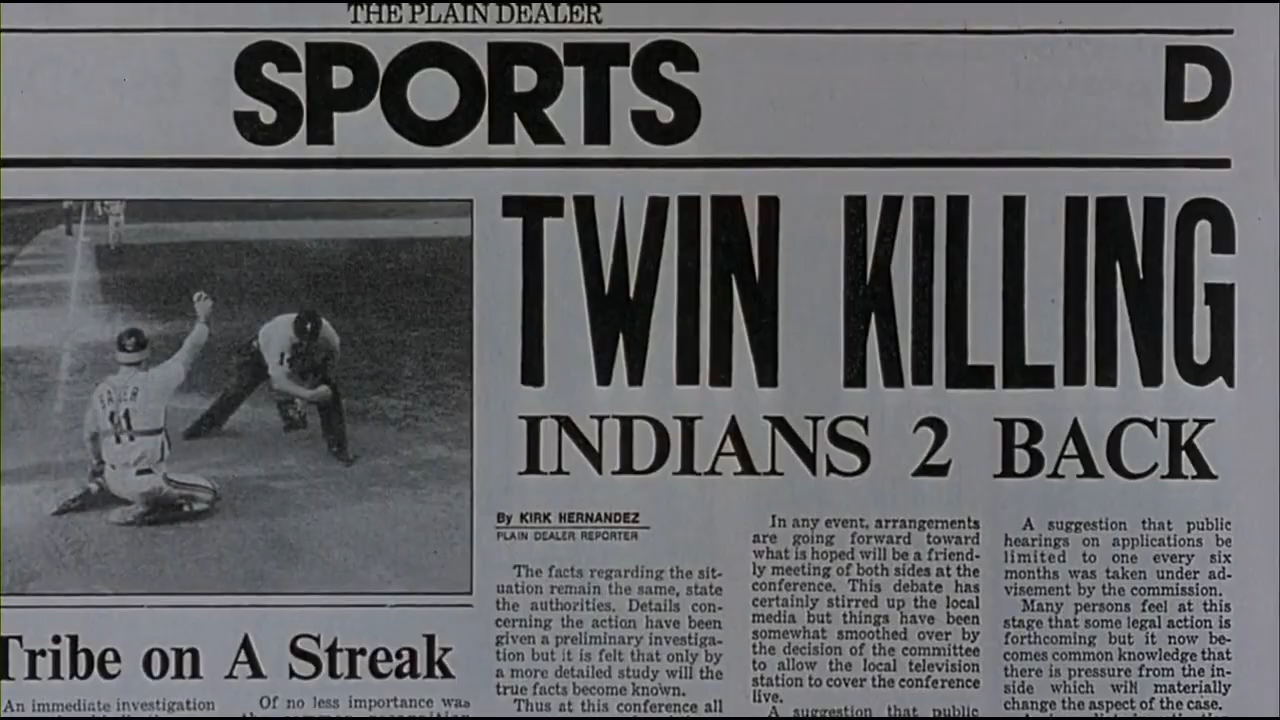 THE PLAIN DEALER
SPORTS
D
TWIN KILLING
INDIANS 2 BACK
11
Tribe on A Streak
An immediate investigation
Of no less importance was
By KIRK HERNANDEZ
PLAIN DEALER REPORTER
The facts regarding the sit-
uation remain the same, state
the authorities. Details con-
cerning the action have been
given a preliminary investiga-
tion but it is felt that only by
a more detailed study will the
true facts become known.
Thus at this conference all
In any event, arrangements
are going forward toward
what is hoped will be a friend-
ly meeting of both sides at the
conference. This debate has
certainly stirred up the local
media but things have been
somewhat smoothed over by
the decision of the committee
to allow the local television
station to cover the conference
live.
A suggestion that public
A suggestion that public
hearings on applications be
limited to one every six
months was taken under ad-
visement by the commission.
Many persons feel at this
stage that some legal action is
forthcoming but it now be-
comes common knowledge that
there is pressure from the in-
side which will materially
change the aspect of the case.